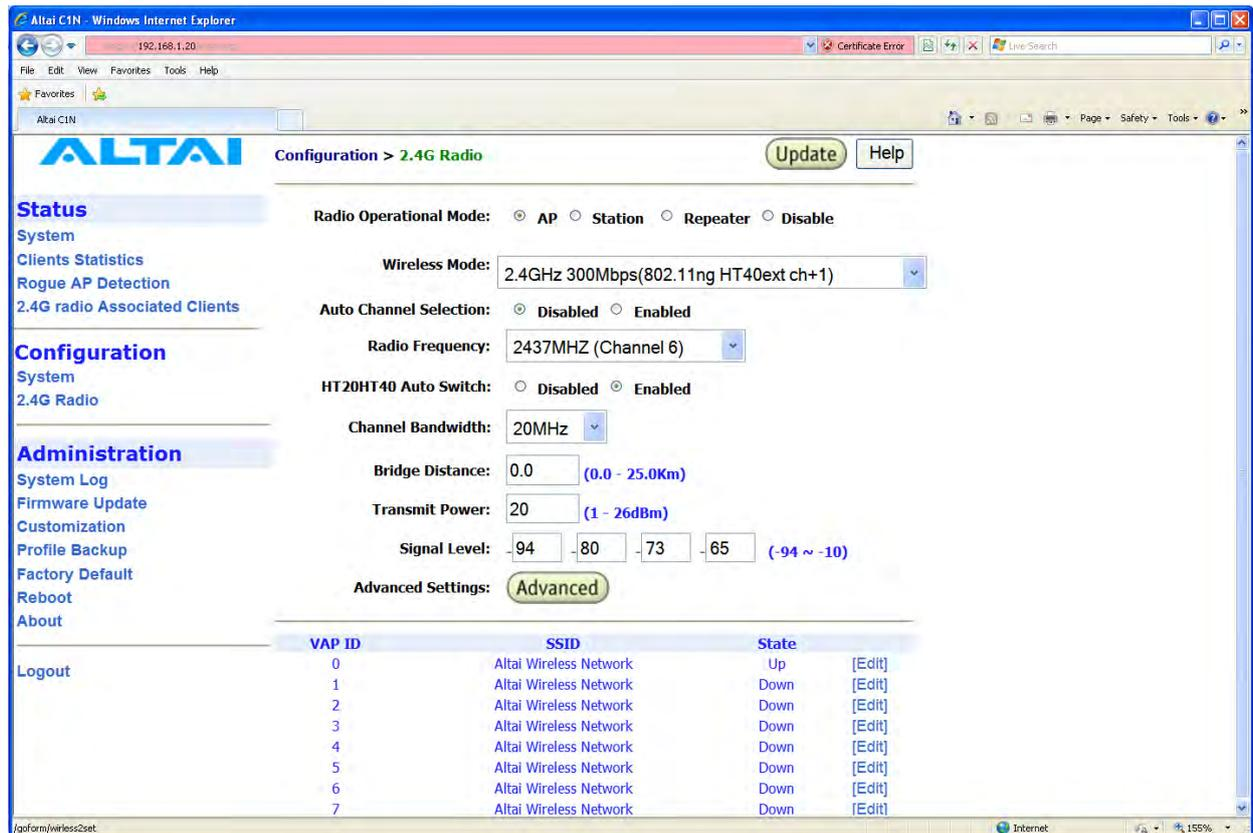 Altai C1N - Windows Internet Explorer
192.168.1.20
Certificate Error
Live Search
File Edit View Favorites Tools Help
Favorites
Altai C1N
Page Safety Tools
ALTAI
Configuration > 2.4G Radio
Update
Help
Status
System
Clients Statistics
Rogue AP Detection
2.4G radio Associated Clients
Configuration
System
2.4G Radio
Administration
System Log
Firmware Update
Customization
Profile Backup
Factory Default
Reboot
About
Logout
Radio Operational Mode: AP Station Repeater Disable
Wireless Mode: 2.4GHz 300Mbps(802.11ng HT40ext ch+1)
Auto Channel Selection: Disabled Enabled
Radio Frequency: 2437MHZ (Channel 6)
HT20HT40 Auto Switch: Disabled Enabled
Channel Bandwidth: 20MHz
Bridge Distance: 0.0 (0.0 - 25.0Km)
Transmit Power: 20 (1 - 26dBm)
Signal Level: -94 -80 -73 -65 (-94 ~ -10)
Advanced Settings: Advanced
VAP ID SSID State
0 Altai Wireless Network Up [Edit]
1 Altai Wireless Network Down [Edit]
2 Altai Wireless Network Down [Edit]
3 Altai Wireless Network Down [Edit]
4 Altai Wireless Network Down [Edit]
5 Altai Wireless Network Down [Edit]
6 Altai Wireless Network Down [Edit]
7 Altai Wireless Network Down [Edit]
/goform/wirless2set
Internet
155%